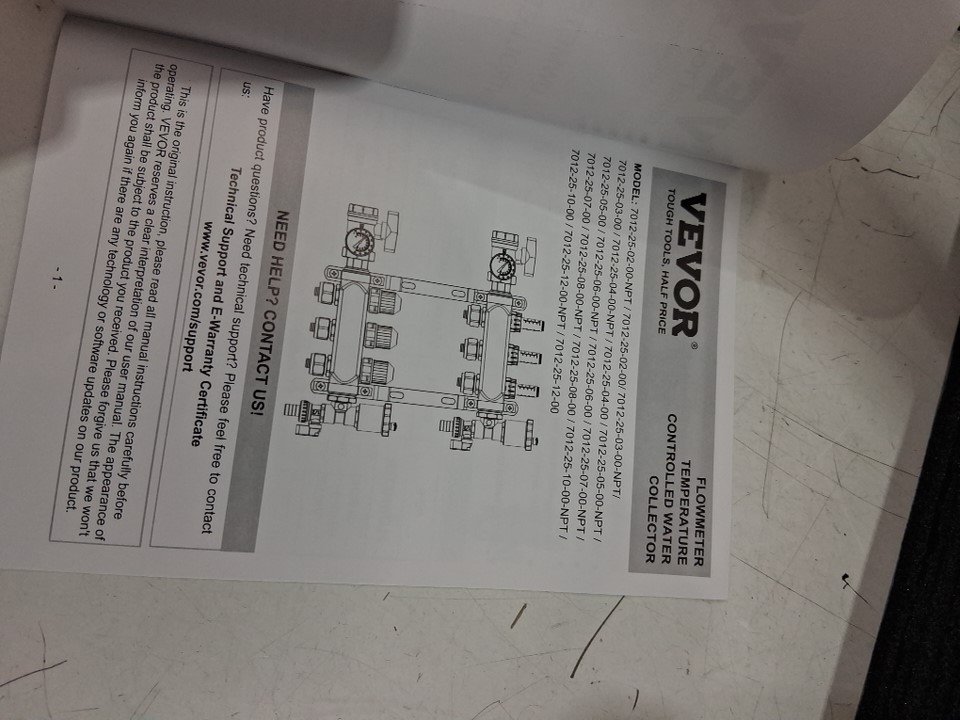 VEVOR®
TOUGH TOOLS, HALF PRICE
FLOWMETER
TEMPERATURE
CONTROLLED WATER
COLLECTOR
MODEL: 7012-25-02-00-NPT/ 7012-25-02-00/ 7012-25-03-00-NPT/
7012-25-03-00 / 7012-25-04-00-NPT / 7012-25-04-00 / 7012-25-05-00-NPT /
7012-25-05-00 / 7012-25-06-00-NPT / 7012-25-06-00 / 7012-25-07-00-NPT /
7012-25-07-00 / 7012-25-08-00-NPT / 7012-25-08-00 / 7012-25-10-00-NPT /
7012-25-10-00 / 7012-25-12-00-NPT / 7012-25-12-00
NEED HELP? CONTACT US!
Have product questions? Need technical support? Please feel free to contact
us:
Technical Support and E-Warranty Certificate
www.vevor.com/support
This is the original instruction, please read all manual instructions carefully before
operating. VEVOR reserves a clear interpretation of our user manual. The appearance of
the product shall be subject to the product you received. Please forgive us that we won't
inform you again if there are any technology or software updates on our product.
- 1 -